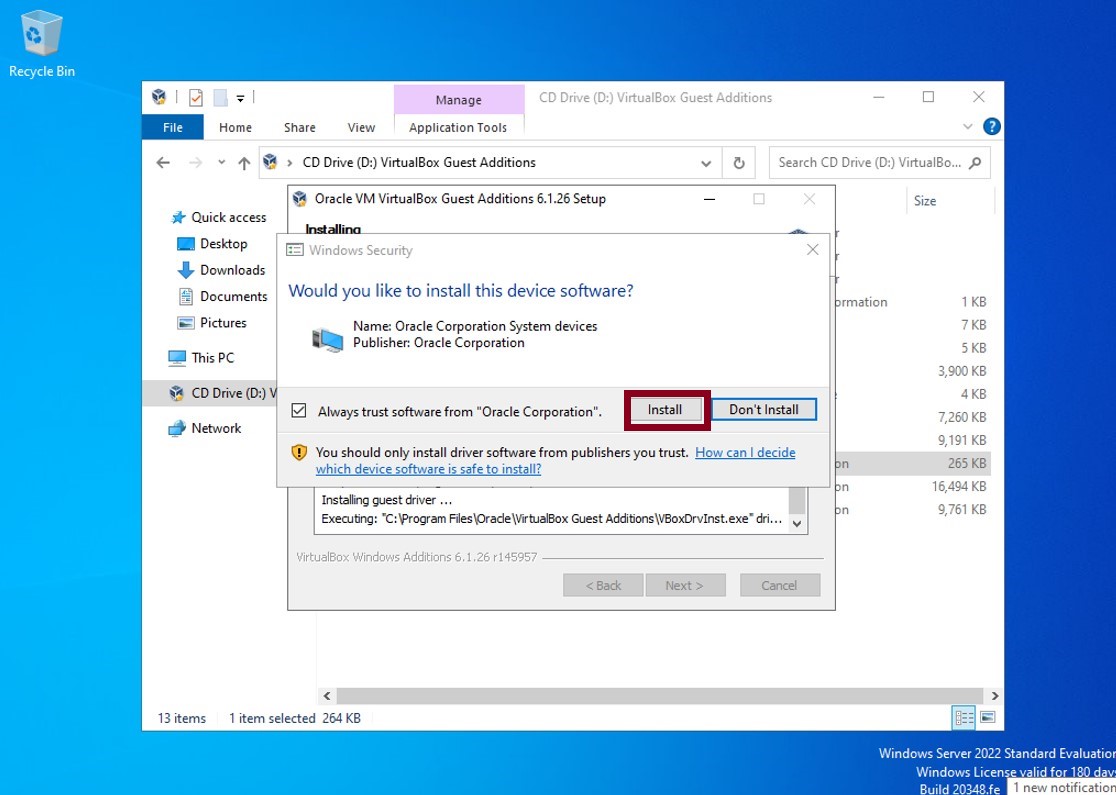 Recycle Bin
Manage
CD Drive (D:) VirtualBox Guest Additions
File
Home
Share
View
Application Tools
?
CD Drive (D:) VirtualBox Guest Additions
Search CD Drive (D:) VirtualBo...
Oracle VM VirtualBox Guest Additions 6.1.26 Setup
Size
Installing
Quick access
Desktop
Downloads
Documents
Pictures
This PC
CD Drive (D:) V
Network
Windows Security
Would you like to install this device software?
Name: Oracle Corporation System devices
Publisher: Oracle Corporation
Always trust software from "Oracle Corporation".
Install
Don't Install
You should only install driver software from publishers you trust. How can I decide
which device software is safe to install?
Installing guest driver ...
Executing: "C:\Program Files\Oracle\VirtualBox Guest Additions\VBoxDrvInst.exe" dri...
VirtualBox Windows Additions 6.1.26 r145957
< Back
Next >
Cancel
r
r
r
ormation
1 KB
7 KB
5 KB
3,900 KB
4 KB
7,260 KB
9,191 KB
on
265 KB
on
16,494 KB
on
9,761 KB
13 items
1 item selected 264 KB
Windows Server 2022 Standard Evaluation
Windows License valid for 180 days
Build 20348.fe
1 new notification